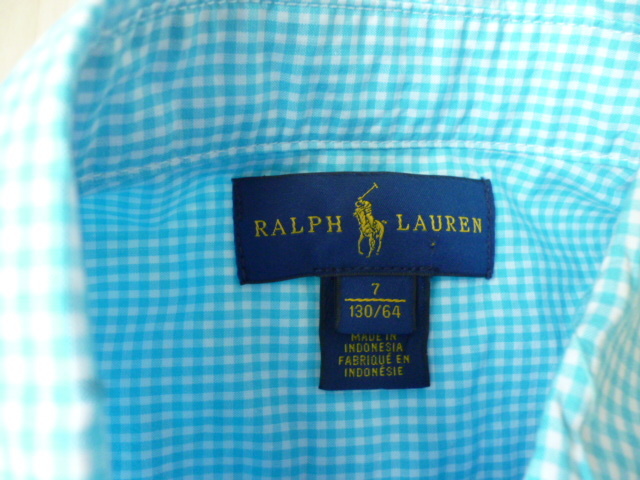 RALPH LAUREN
7
130/64
MADE IN
INDONESIA
FABRIQUÉ EN
INDONÉSIE